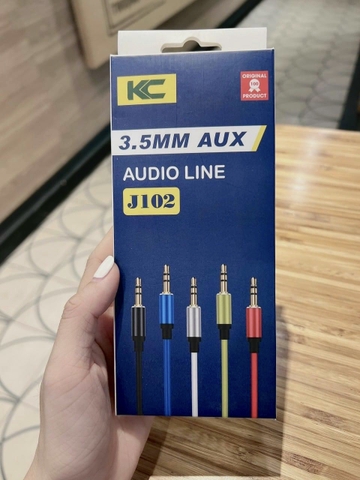 KC
ORIGINAL
PRODUCT
3.5MM AUX
AUDIO LINE
J102